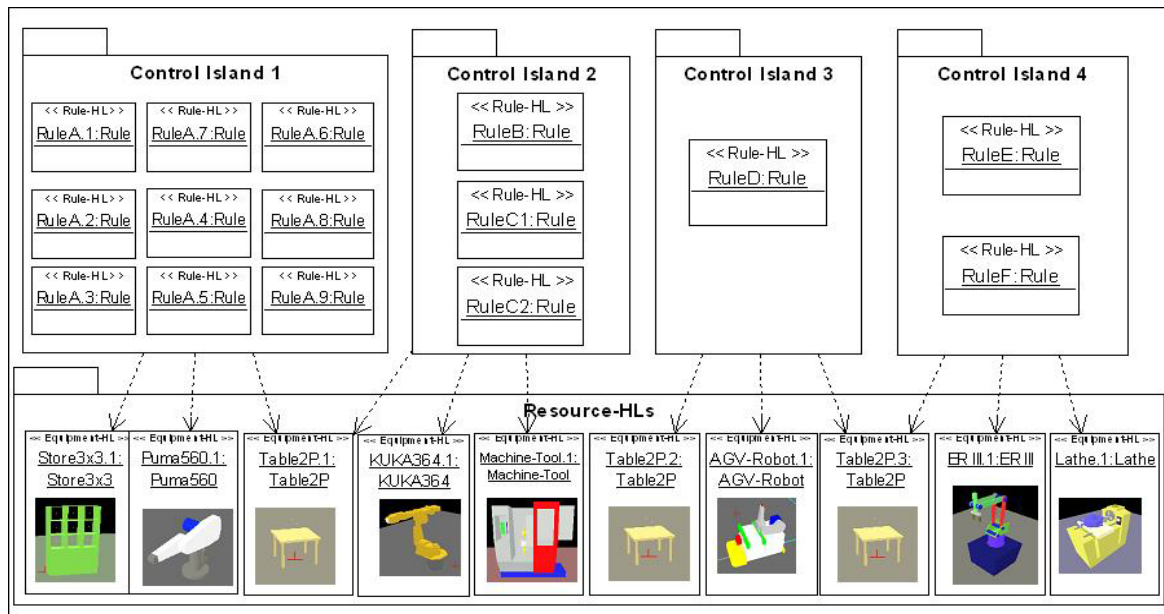 Control Island 1
<< Rule-HL >>
RuleA.1:Rule
<< Rule-HL >>
RuleA.7:Rule
<< Rule-HL >>
RuleA.6:Rule
<< Rule-HL >>
RuleA.2:Rule
<< Rule-HL >>
RuleA.4:Rule
<< Rule-HL >>
RuleA.8:Rule
<< Rule-HL >>
RuleA.3:Rule
<< Rule-HL >>
RuleA.5:Rule
<< Rule-HL >>
RuleA.9:Rule
Control Island 2
<< Rule-HL >>
RuleB:Rule
<< Rule-HL >>
RuleC1:Rule
<< Rule-HL >>
RuleC2:Rule
Control Island 3
<< Rule-HL >>
RuleD:Rule
Control Island 4
<< Rule-HL >>
RuleE:Rule
<< Rule-HL >>
RuleF:Rule
Resource-HLs
<< Equipment-HL >>
Store3x3.1:
Store3x3
<< Equipment-HL >>
Puma560.1:
Puma560
<< Equipment-HL >>
Table2P.1:
Table2P
<< Equipment-HL >>
KUKA364.1:
KUKA364
<< Equipment-HL >>
Machine-Tool.1:
Machine-Tool
<< Equipment-HL >>
Table2P.2:
Table2P
<< Equipment-HL >>
AGV-Robot.1:
AGV-Robot
<< Equipment-HL >>
Table2P.3:
Table2P
<< Equipment-HL >>
ER III.1:ER III
<< Equipment-HL >>
Lathe.1:Lathe